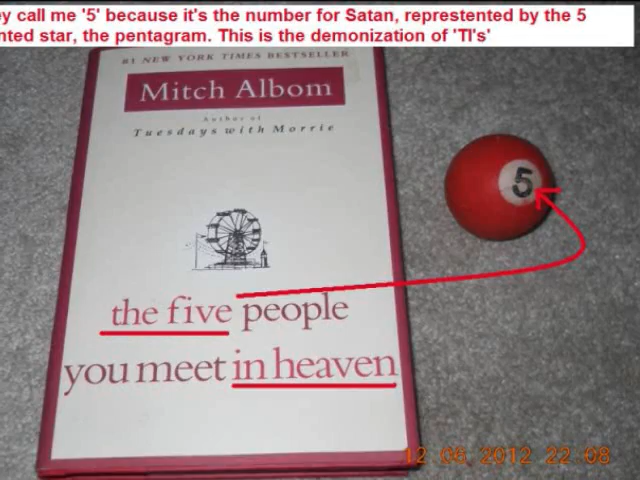 ey call me '5' because it's the number for Satan, represtented by the 5
nted star, the pentagram. This is the demonization of 'TI's'
#1 NEW YORK TIMES BESTSELLER
Mitch Albom
Author of
Tuesdays with Morrie
5
the five people
you meet in heaven
12.06.2012 22:08